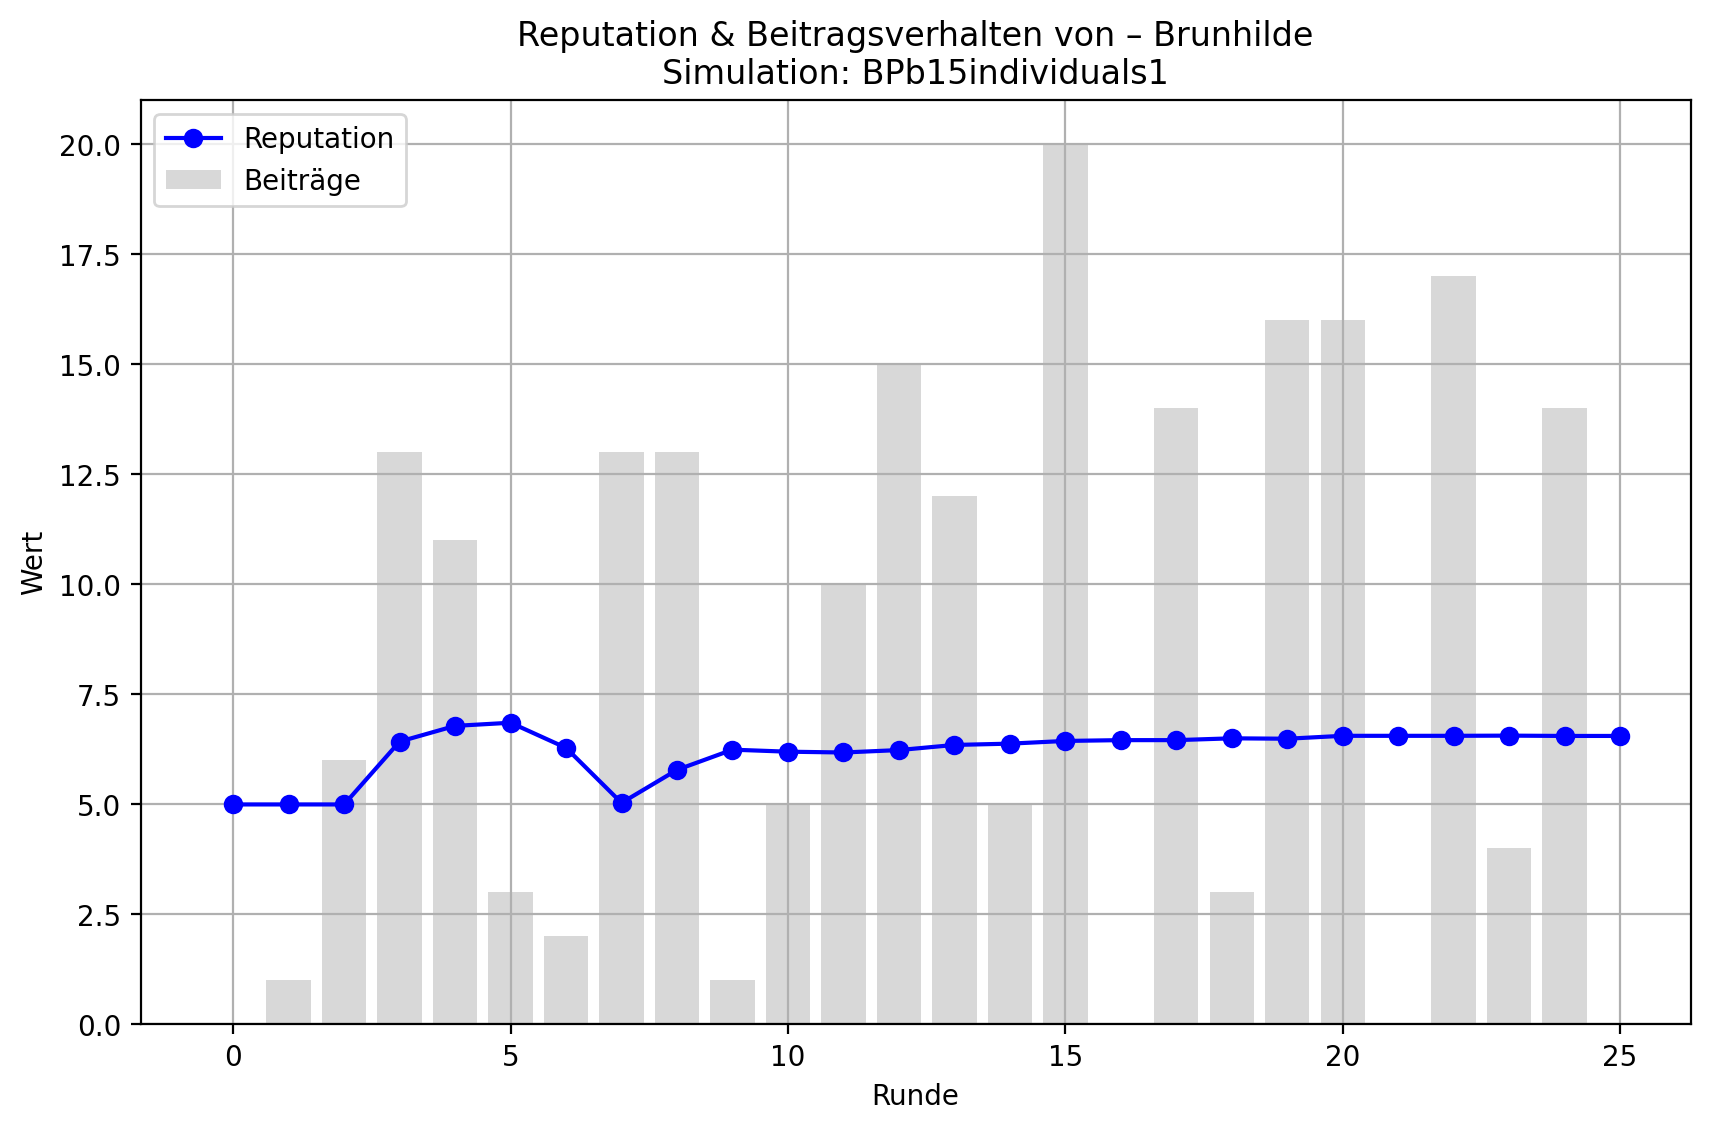 Reputation & Beitragsverhalten von – Brunhilde
Simulation: BPb15individuals1
Reputation
Beiträge
20.0
17.5
15.0
12.5
10.0
7.5
5.0
2.5
0.0
Wert
0 5 10 15 20 25
Runde